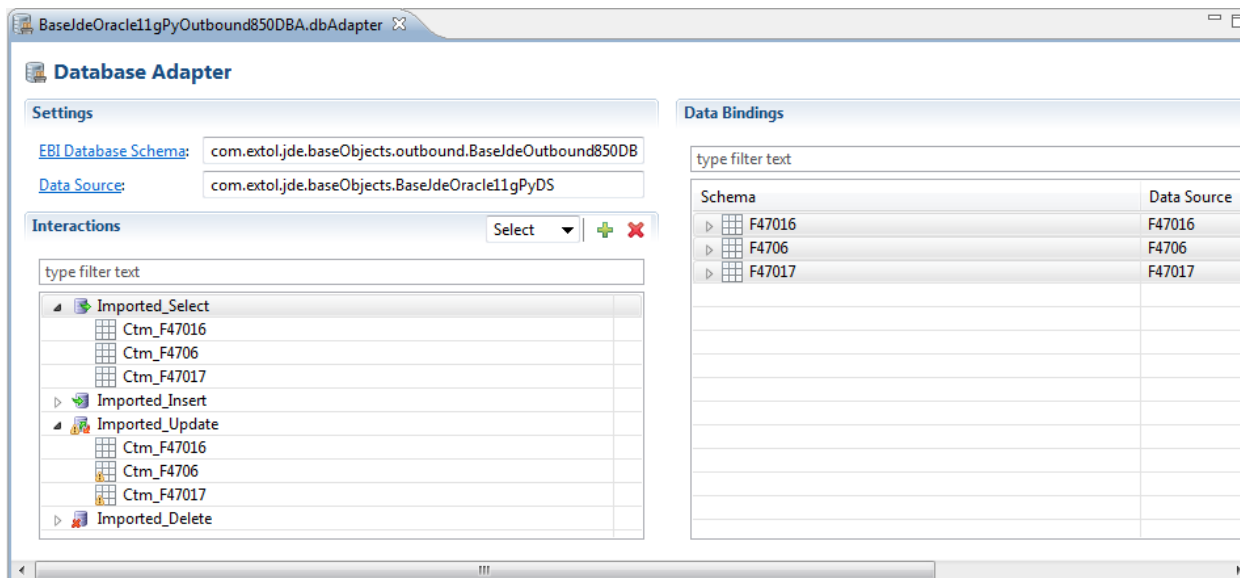 BaseJdeOracle11gPyOutbound850DBA.dbAdapter
Database Adapter
Settings
EBI Database Schema: com.extol.jde.baseObjects.outbound.BaseJdeOutbound850DB
Data Source: com.extol.jde.baseObjects.BaseJdeOracle11gPyDS
Interactions Select
type filter text
Imported_Select
Ctm_F47016
Ctm_F4706
Ctm_F47017
Imported_Insert
Imported_Update
Ctm_F47016
Ctm_F4706
Ctm_F47017
Imported_Delete
Data Bindings
type filter text
Schema Data Source
F47016 F47016
F4706 F4706
F47017 F47017